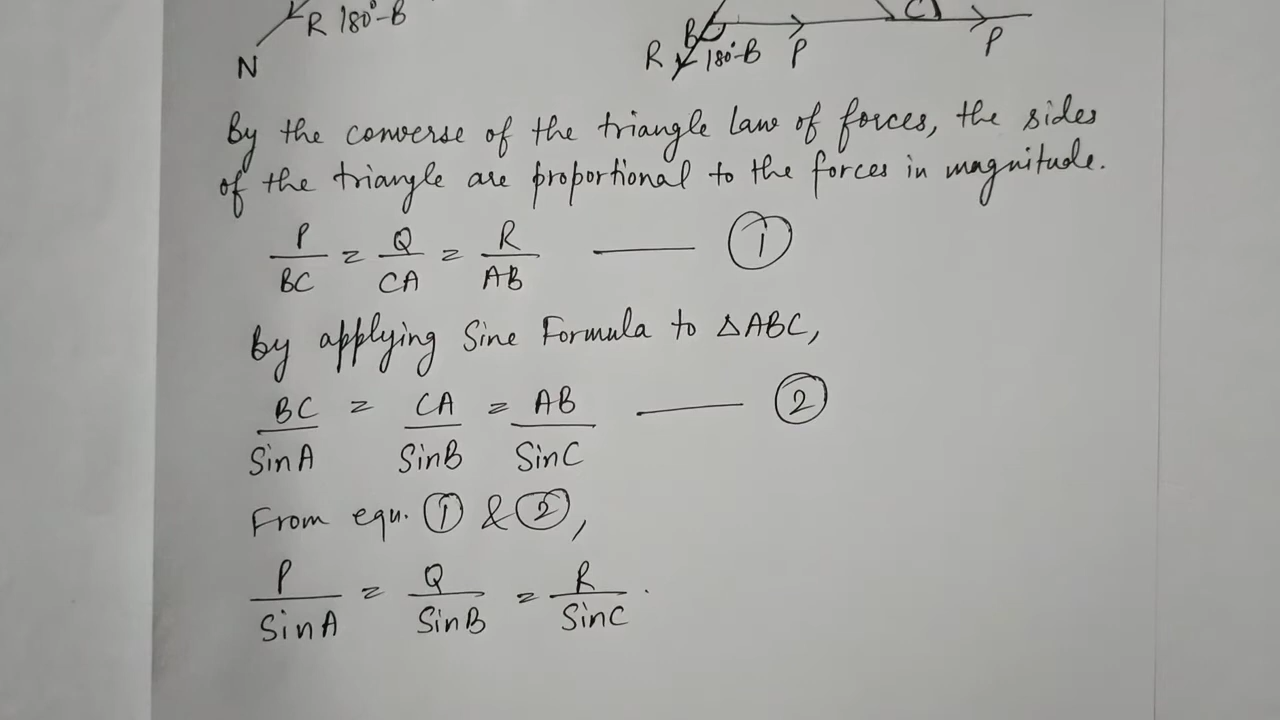 R 180°-B
N
B
C
R
180°-B
P
P
By the converse of the triangle law of forces, the sides
of the triangle are proportional to the forces in magnitude.
P/BC = Q/CA = R/AB —— ①
By applying Sine Formula to △ABC,
BC/SinA = CA/SinB = AB/SinC —— ②
From equ. ① & ②,
P/SinA = Q/SinB = R/SinC .